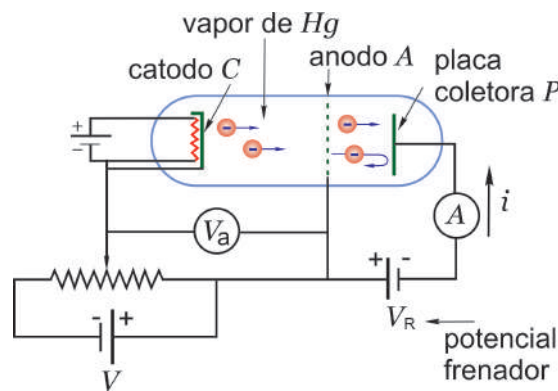 vapor de Hg
anodo A
placa
coletora P
catodo C
+
-
A
i
Va
+ -
VR
- +
V
potencial
frenador